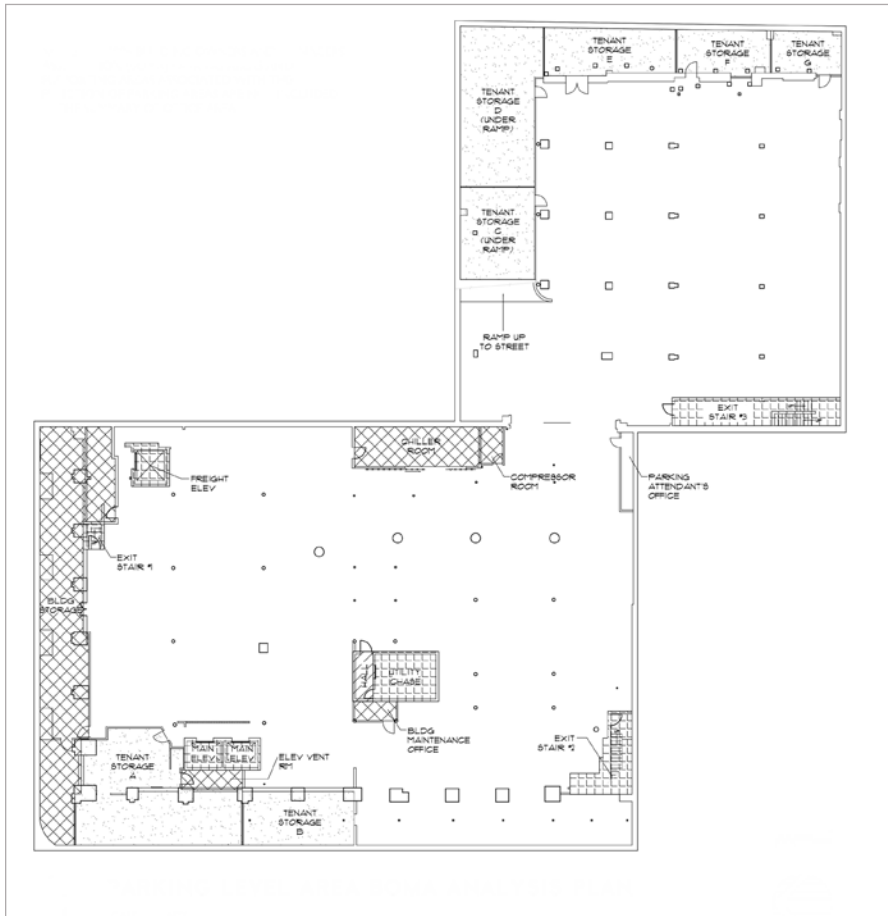 TENANT
STORAGE
E
TENANT
STORAGE
F
TENANT
STORAGE
G
TENANT
STORAGE
D
(UNDER
RAMP)
TENANT
STORAGE
C
(UNDER
RAMP)
RAMP UP
TO STREET
EXIT
STAIR #3
CHILLER
ROOM
COMPRESSOR
ROOM
PARKING
ATTENDANT'S
OFFICE
FREIGHT
ELEV
EXIT
STAIR #1
BLDG
STORAGE
UTILITY
CHASE
BLDG
MAINTENANCE
OFFICE
EXIT
STAIR #2
MAIN
ELEV
MAIN
ELEV
ELEV VENT
RM
TENANT
STORAGE
A
TENANT
STORAGE
B